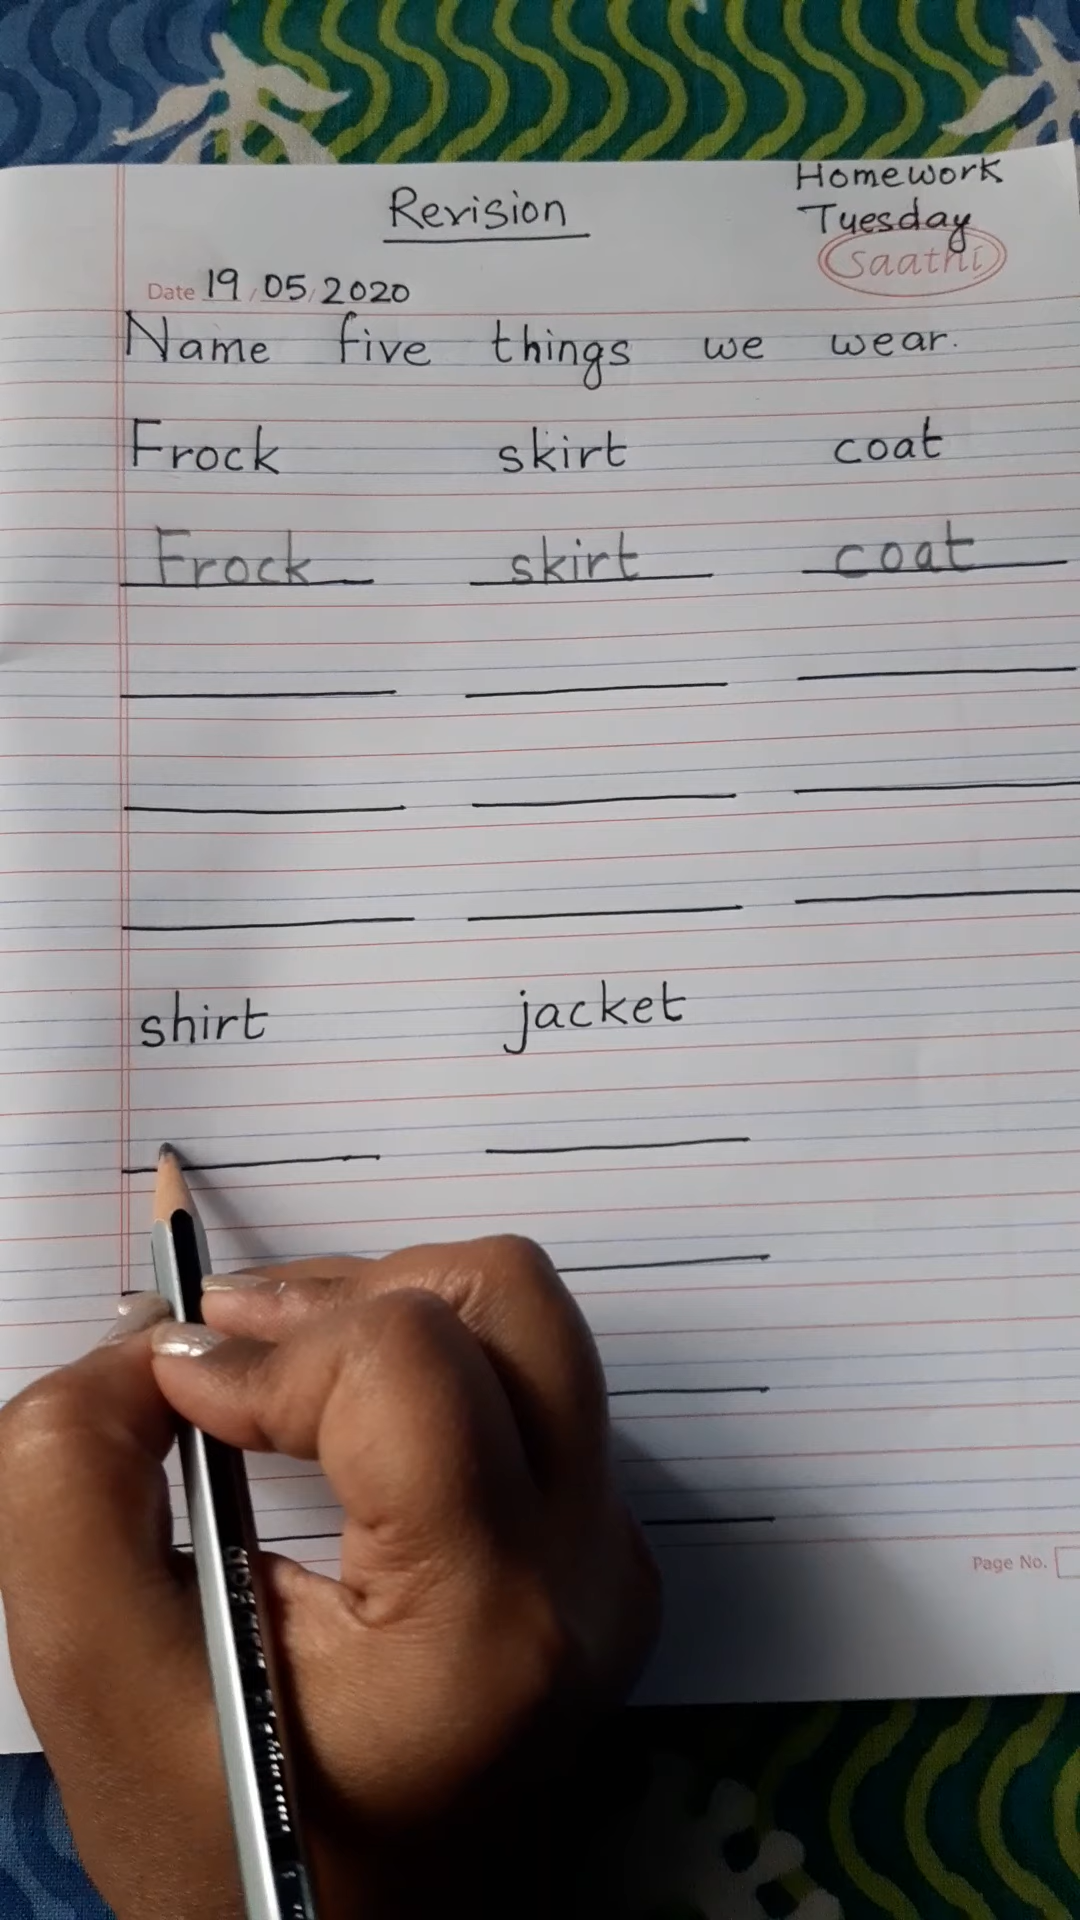 Homework
Revision
Tuesday
saathi
Date 19/05/2020
Name five things we wear.
Frock skirt coat
Frock skirt coat
shirt jacket
Page No.